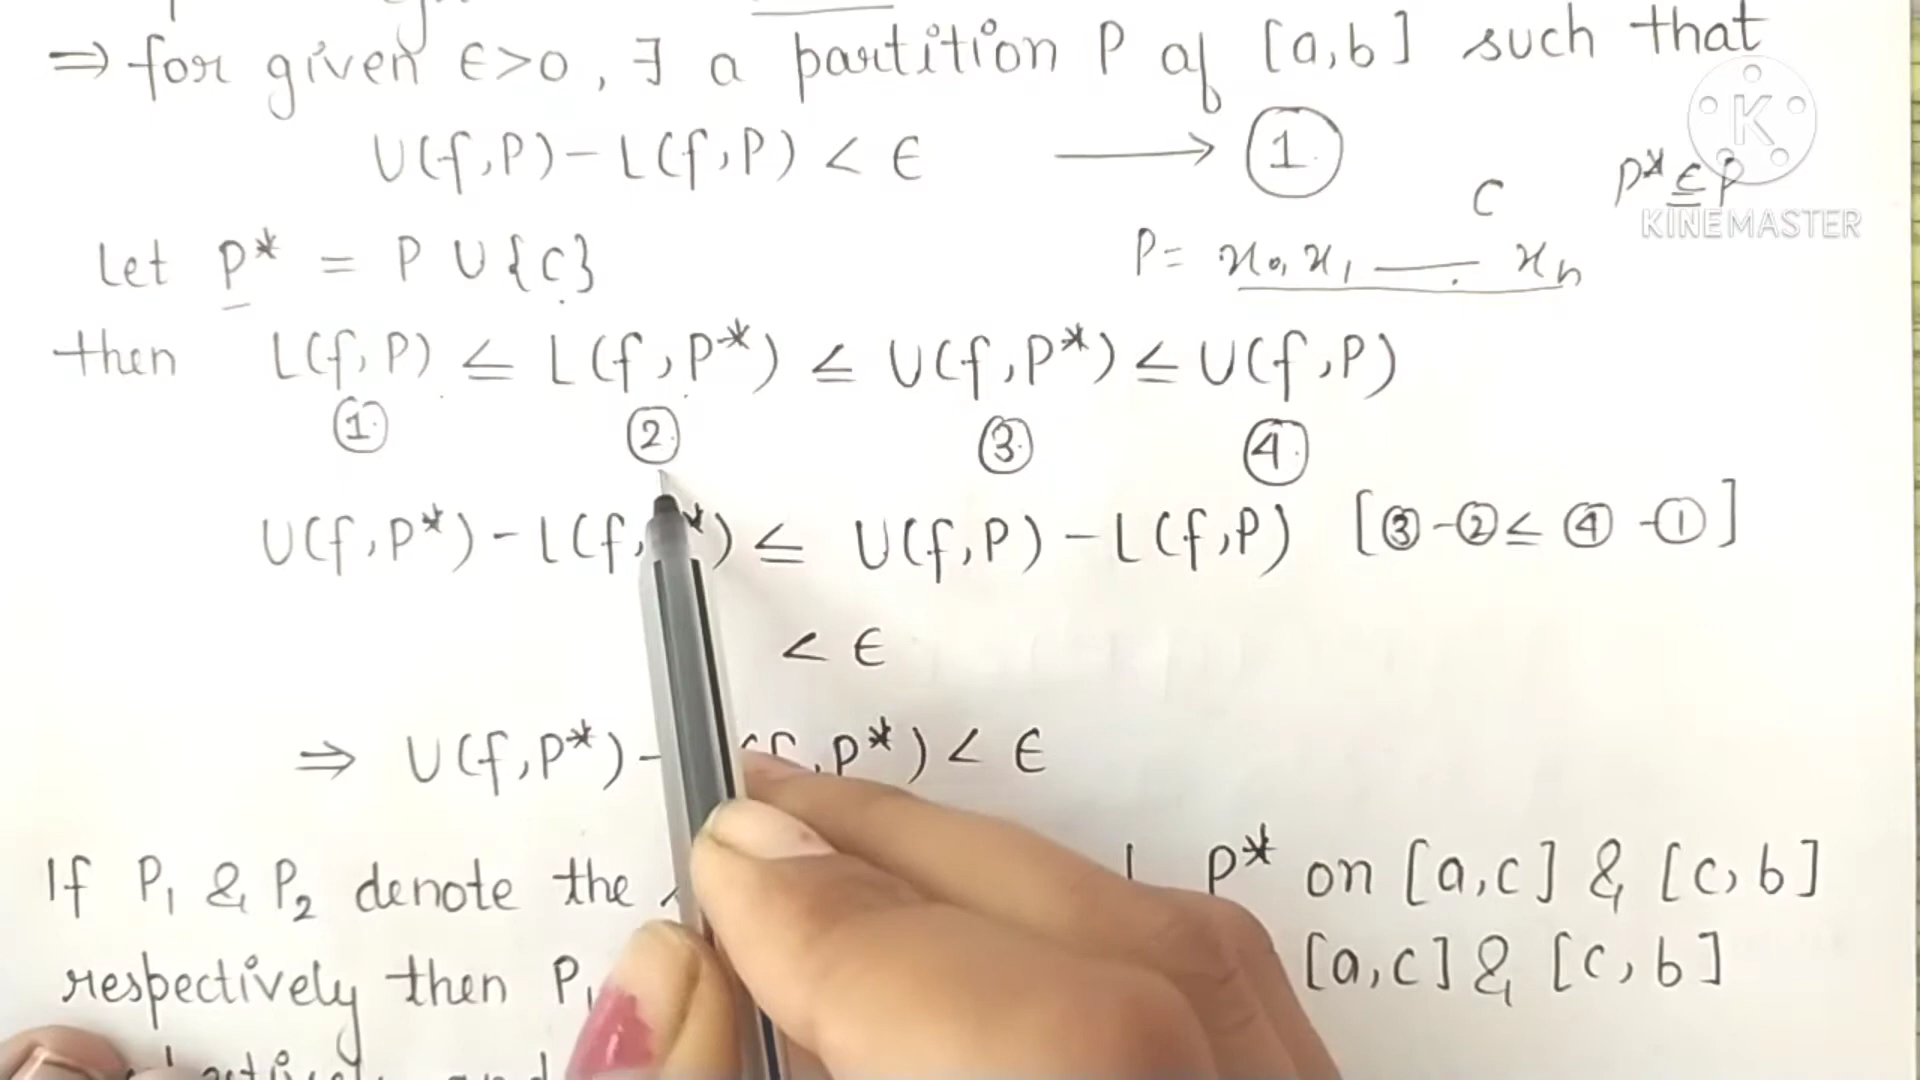 ⇒ for given ϵ>0, ∃ a partition P of [a,b] such that
U(f,P) - L(f,P) < ϵ ⟶ ①
K
KINEMASTER
C P* ⊆ P
Let P* = P ∪ {c} P = x₀, x₁ —— xₙ
then L(f,P) ≤ L(f,P*) ≤ U(f,P*) ≤ U(f,P)
① ② ③ ④
U(f,P*) - L(f, *) ≤ U(f,P) - L(f,P) [③ - ② ≤ ④ - ①]
< ϵ
⇒ U(f,P*) - (f,P*) < ϵ
If P₁ & P₂ denote the P* on [a,c] & [c,b]
respectively then P₁ [a,c] & [c,b]